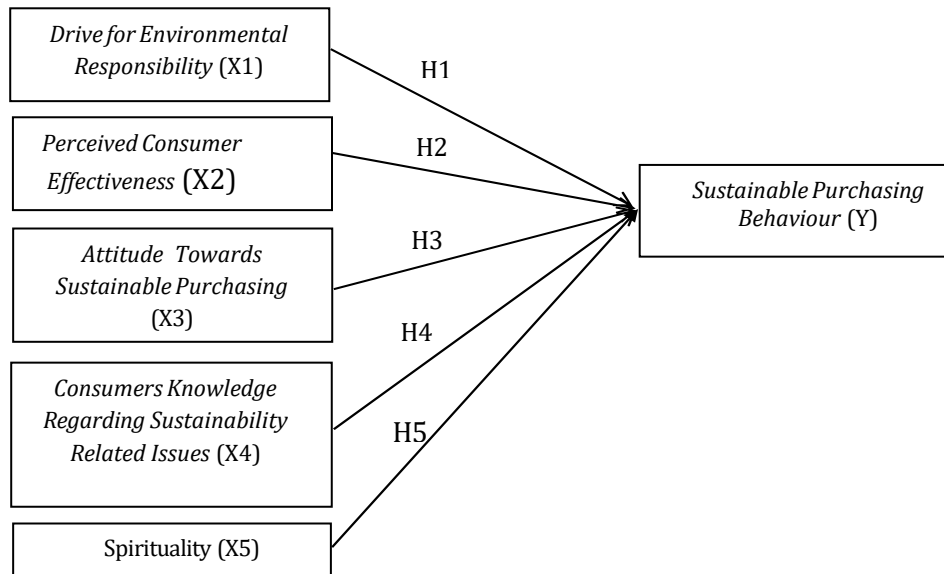 Drive for Environmental
Responsibility (X1)
H1
Perceived Consumer
Effectiveness (X2)
H2
Sustainable Purchasing
Behaviour (Y)
Attitude Towards
Sustainable Purchasing
(X3)
H3
H4
Consumers Knowledge
Regarding Sustainability
Related Issues (X4)
H5
Spirituality (X5)